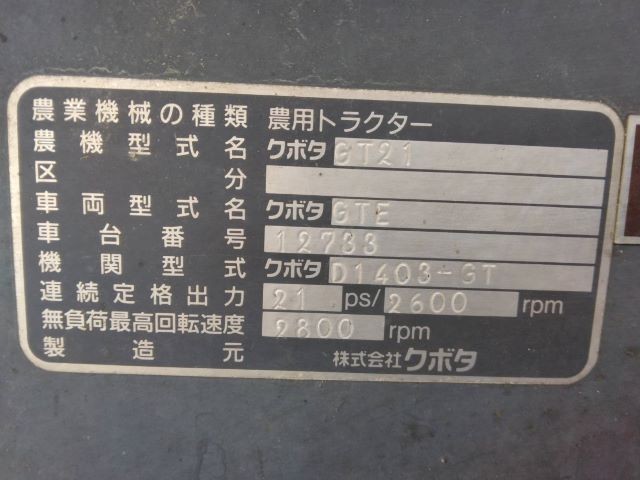 農業機械の種類 農用トラクター
農機型式名 クボタ GT21
区分
車両型式名 クボタ GTE
車台番号 12733
機関型式 クボタ D1403-GT
連続定格出力 21 ps/2600 rpm
無負荷最高回転速度 2800 rpm
製造元 株式会社クボタ